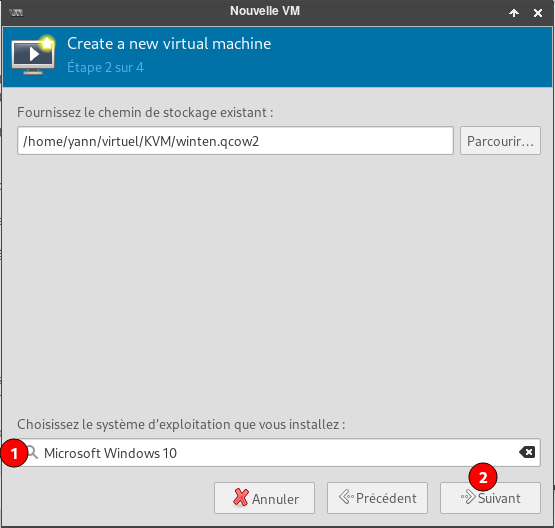 Nouvelle VM
Create a new virtual machine
Étape 2 sur 4
Fournissez le chemin de stockage existant :
/home/yann/virtuel/KVM/winten.qcow2
Parcourir...
Choisissez le système d'exploitation que vous installez :
1
Microsoft Windows 10
2
Annuler
Précédent
Suivant